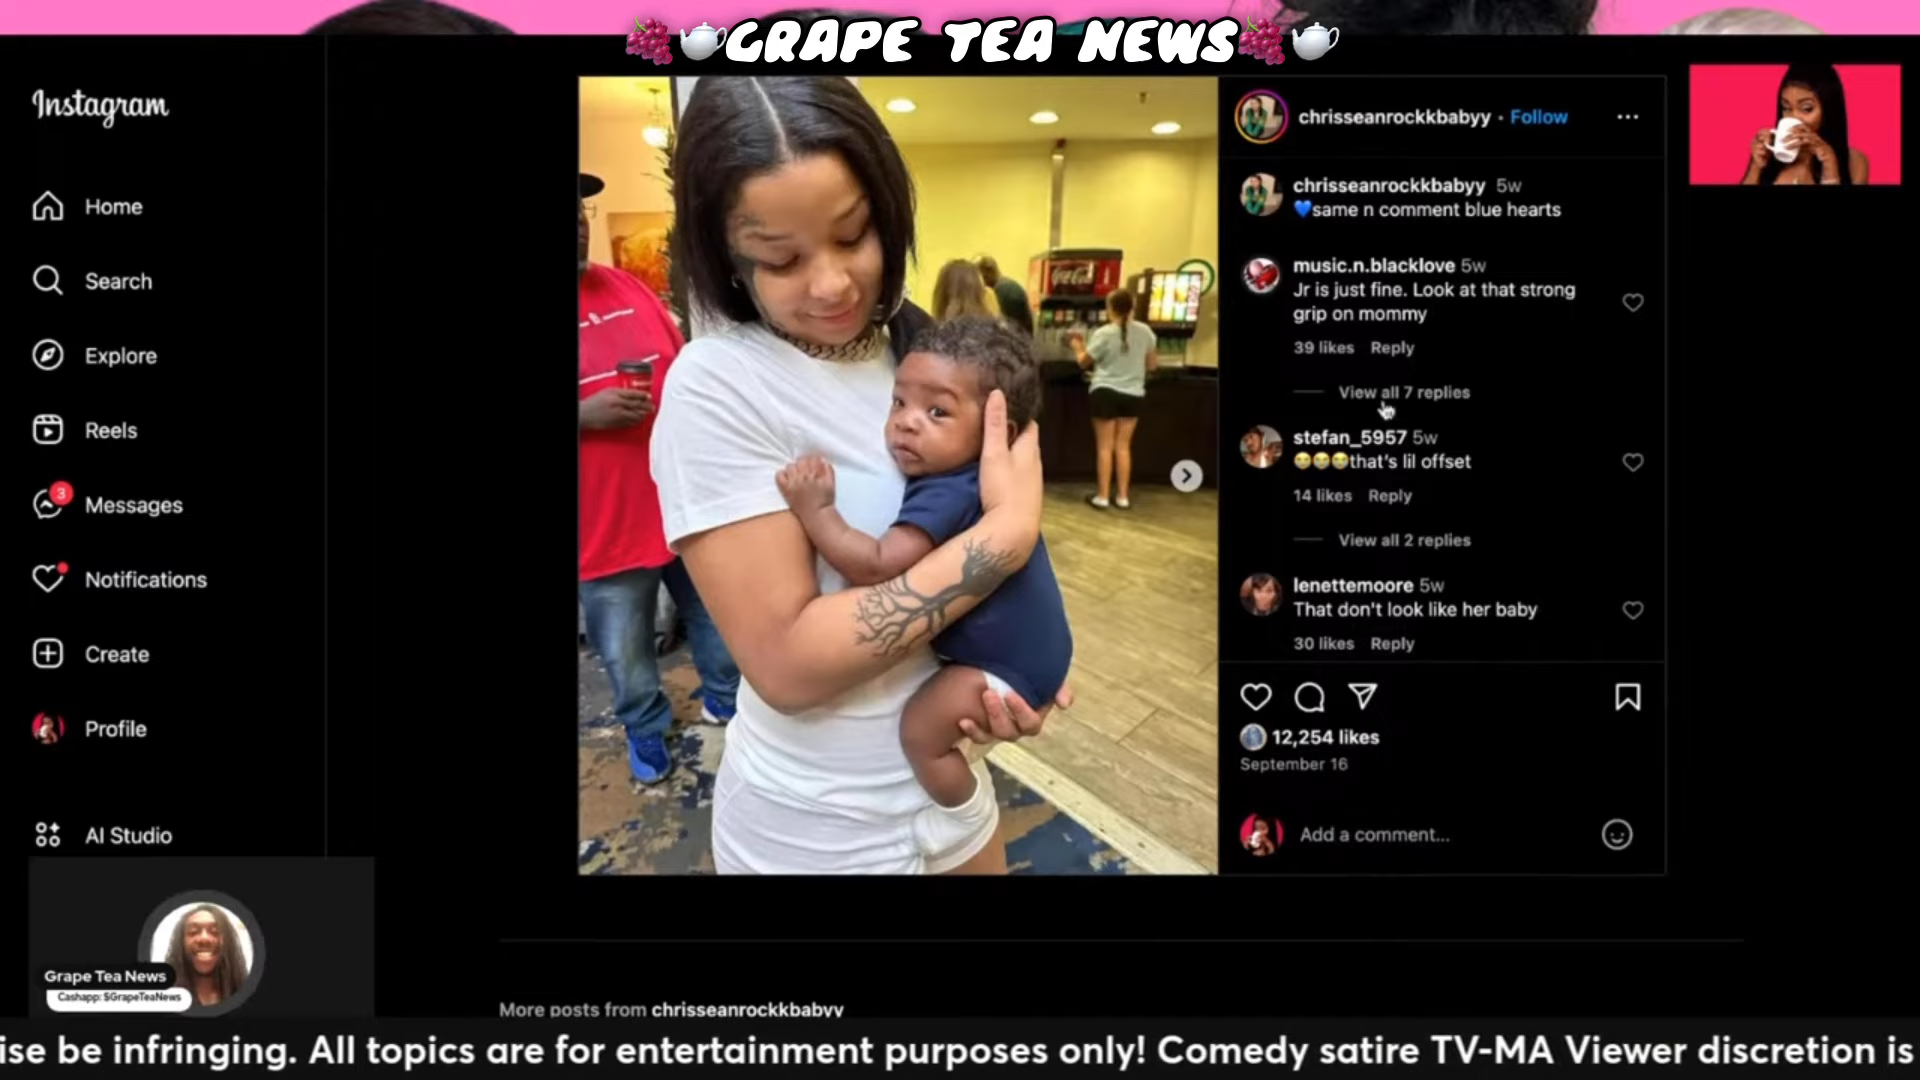 GRAPE TEA NEWS
Instagram
Home
Search
Explore
Reels
3
Messages
Notifications
Create
Profile
AI Studio
Coca-Cola
chrisseanrockkbabyy • Follow
chrisseanrockkbabyy 5w
💙same n comment blue hearts
music.n.blacklove 5w
Jr is just fine. Look at that strong
grip on mommy
39 likes Reply
View all 7 replies
stefan_5957 5w
😂😂😂that's lil offset
14 likes Reply
View all 2 replies
lenettemoore 5w
That don't look like her baby
30 likes Reply
12,254 likes
September 16
Add a comment...
Grape Tea News
Cashapp: $GrapeTeaNews
More posts from chrisseanrockkbabyy
ise be infringing. All topics are for entertainment purposes only! Comedy satire TV-MA Viewer discretion is